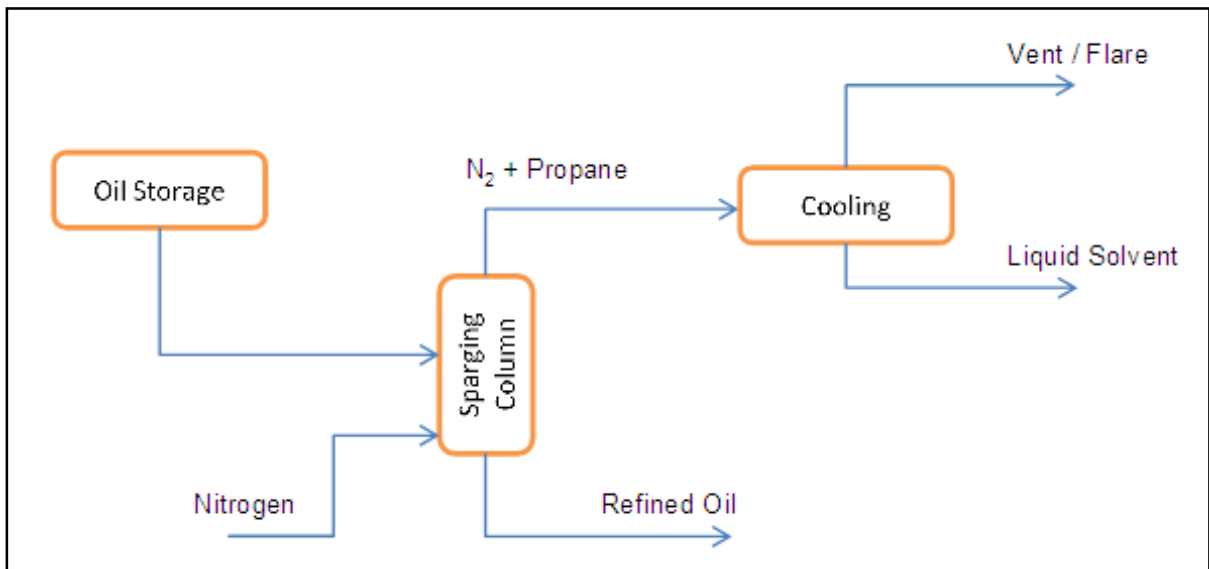 Vent / Flare
N₂ + Propane
Oil Storage
Cooling
Liquid Solvent
Sparging
Column
Nitrogen
Refined Oil